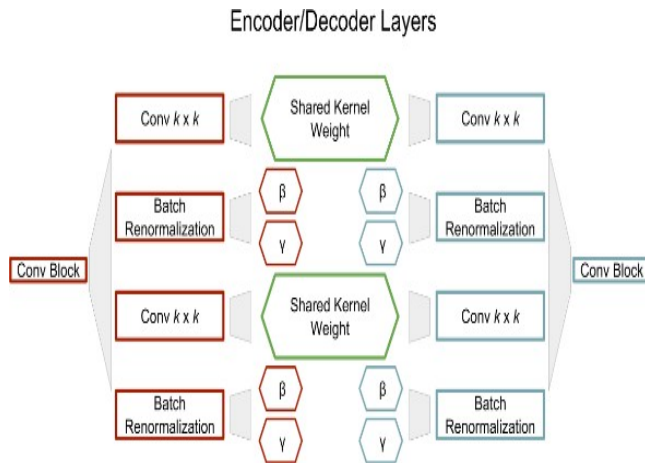 Encoder/Decoder Layers
Conv k x k
Shared Kernel
Weight
Conv k x k
Batch
Renormalization
β
γ
β
γ
Batch
Renormalization
Conv Block
Conv Block
Conv k x k
Shared Kernel
Weight
Conv k x k
Batch
Renormalization
β
γ
β
γ
Batch
Renormalization